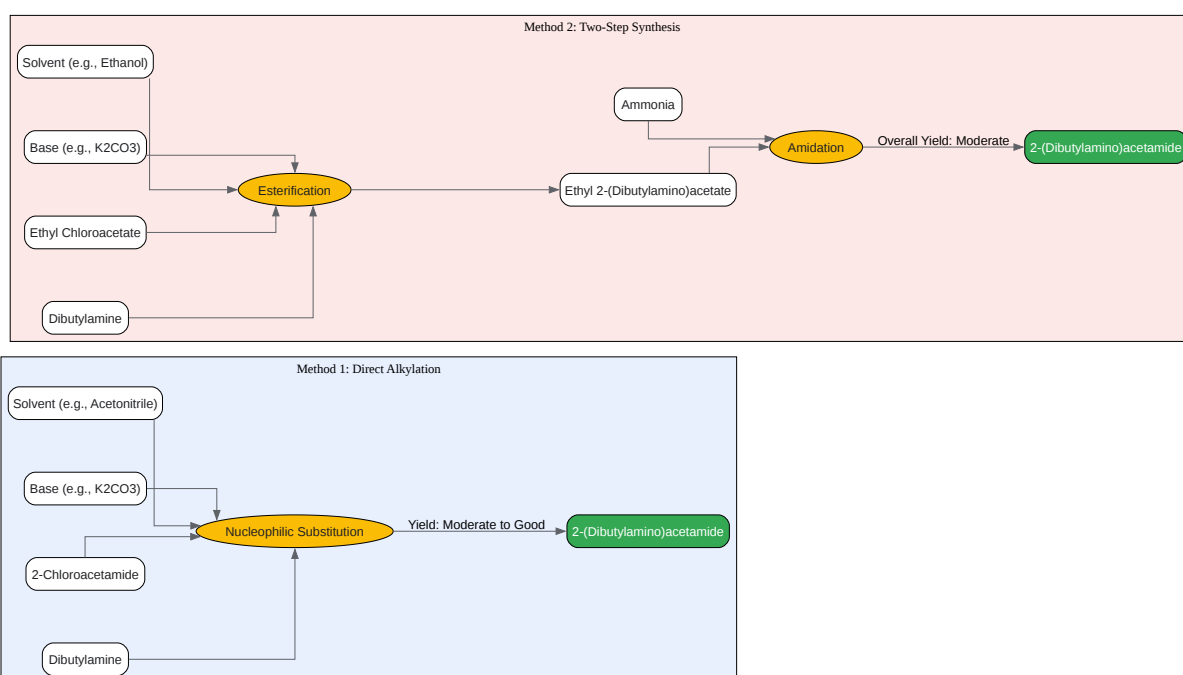 Method 2: Two-Step Synthesis
Solvent (e.g., Ethanol)
Ammonia
Base (e.g., K2CO3)
Amidation
Overall Yield: Moderate
2-(Dibutylamino)acetamide
Esterification
Ethyl 2-(Dibutylamino)acetate
Ethyl Chloroacetate
Dibutylamine
Method 1: Direct Alkylation
Solvent (e.g., Acetonitrile)
Base (e.g., K2CO3)
Nucleophilic Substitution
Yield: Moderate to Good
2-(Dibutylamino)acetamide
2-Chloroacetamide
Dibutylamine